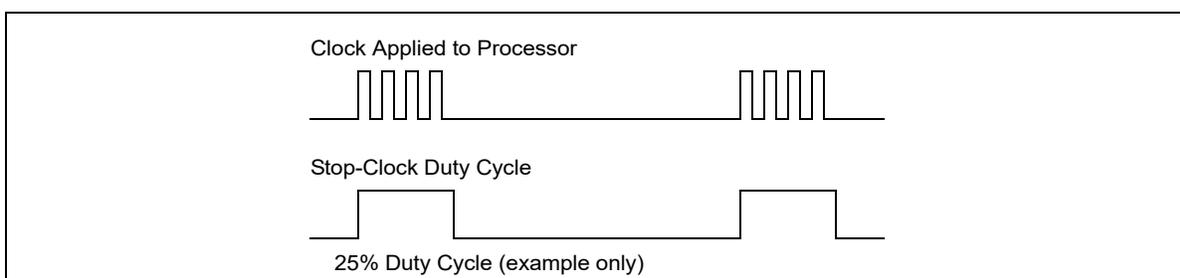 Clock Applied to Processor
Stop-Clock Duty Cycle
25% Duty Cycle (example only)